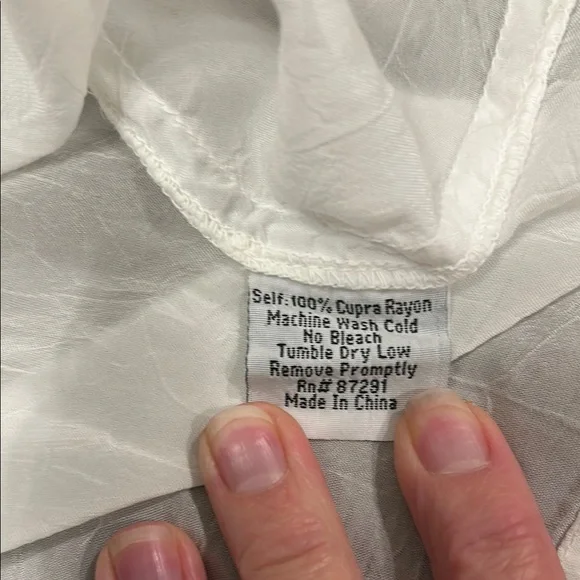 Self:100% Cupra Rayon
Machine Wash Cold
No Bleach
Tumble Dry Low
Remove Promptly
Rn# 87291
Made In China